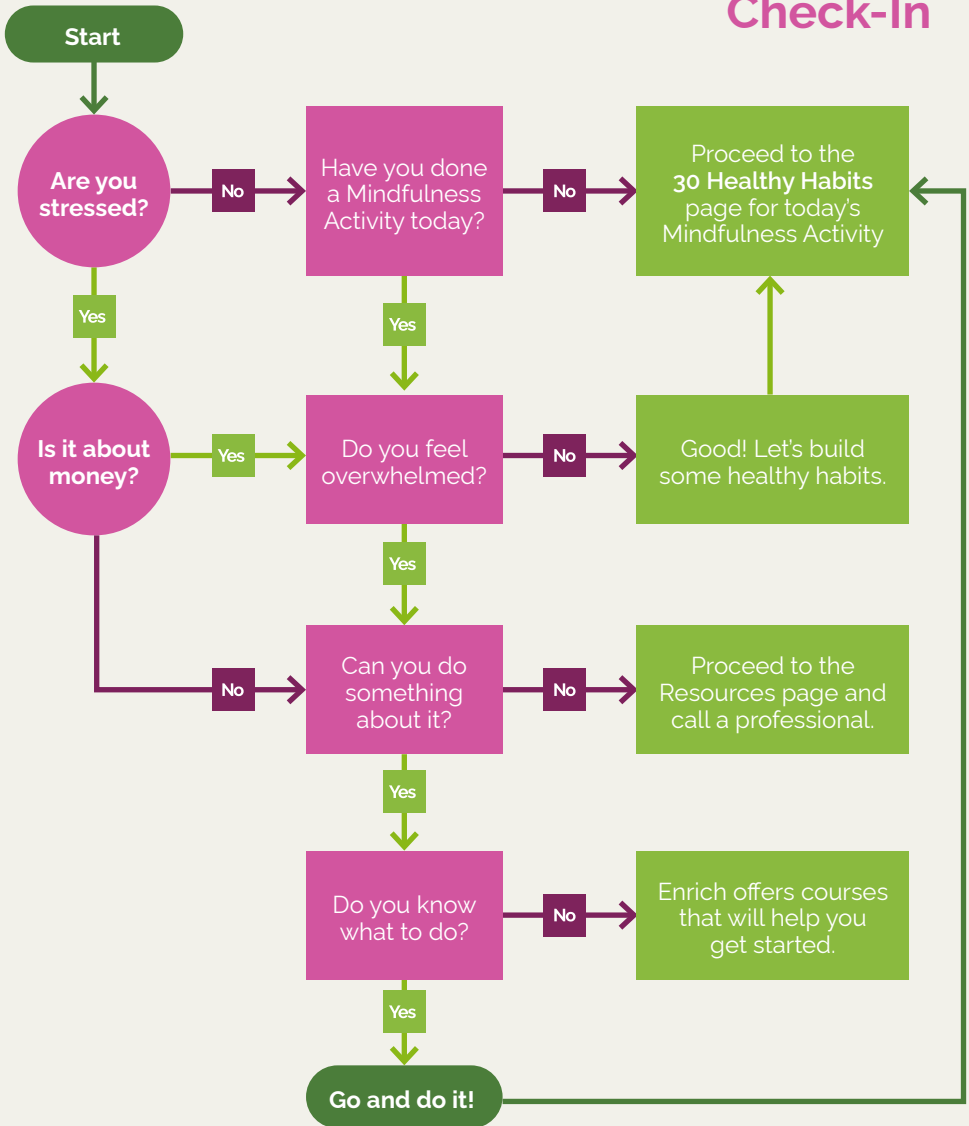 Check-In
Start
Are you
stressed?
No
Have you done
a Mindfulness
Activity today?
No
Proceed to the
30 Healthy Habits
page for today's
Mindfulness Activity
Yes
Yes
Is it about
money?
Yes
Do you feel
overwhelmed?
No
Good! Let's build
some healthy habits.
Yes
No
Can you do
something
about it?
No
Proceed to the
Resources page and
call a professional.
Yes
Do you know
what to do?
No
Enrich offers courses
that will help you
get started.
Yes
Go and do it!